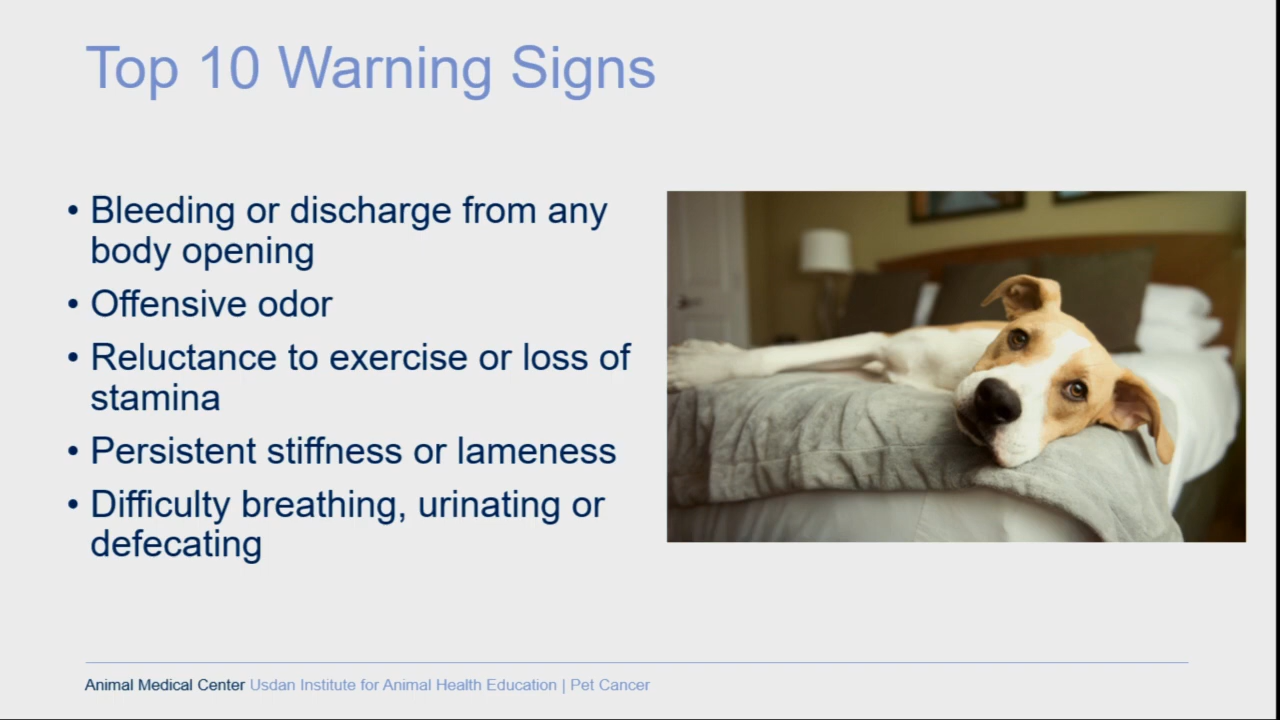 Top 10 Warning Signs
• Bleeding or discharge from any
body opening
• Offensive odor
• Reluctance to exercise or loss of
stamina
• Persistent stiffness or lameness
• Difficulty breathing, urinating or
defecating
Animal Medical Center Usdan Institute for Animal Health Education | Pet Cancer